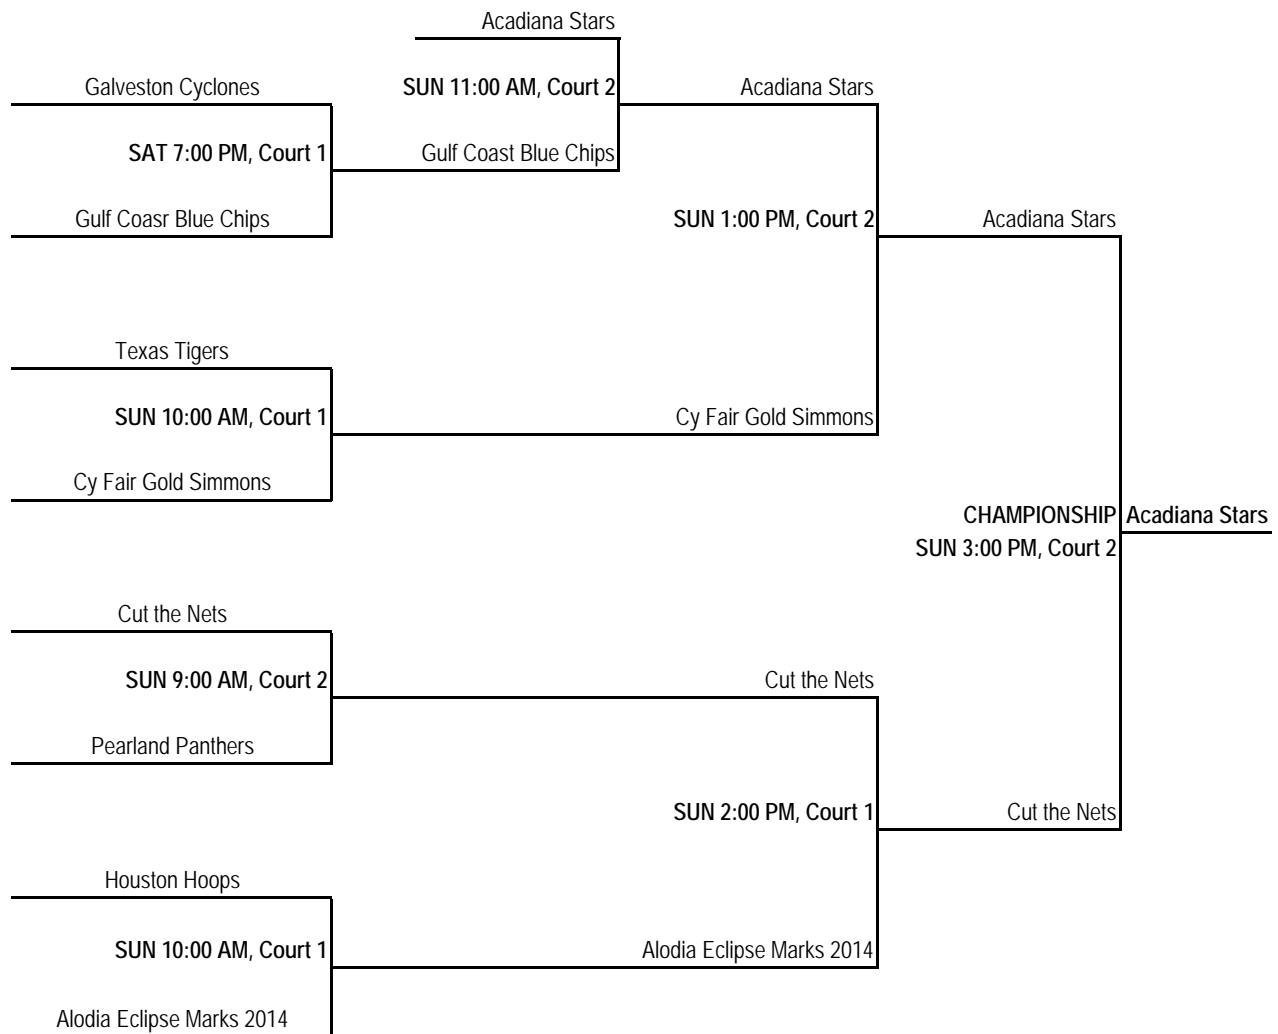 Acadiana Stars
Galveston Cyclones
SUN 11:00 AM, Court 2
Acadiana Stars
SAT 7:00 PM, Court 1
Gulf Coast Blue Chips
Gulf Coasr Blue Chips
SUN 1:00 PM, Court 2
Acadiana Stars
Texas Tigers
SUN 10:00 AM, Court 1
Cy Fair Gold Simmons
Cy Fair Gold Simmons
CHAMPIONSHIP
Acadiana Stars
SUN 3:00 PM, Court 2
Cut the Nets
SUN 9:00 AM, Court 2
Cut the Nets
Pearland Panthers
SUN 2:00 PM, Court 1
Cut the Nets
Houston Hoops
SUN 10:00 AM, Court 1
Alodia Eclipse Marks 2014
Alodia Eclipse Marks 2014